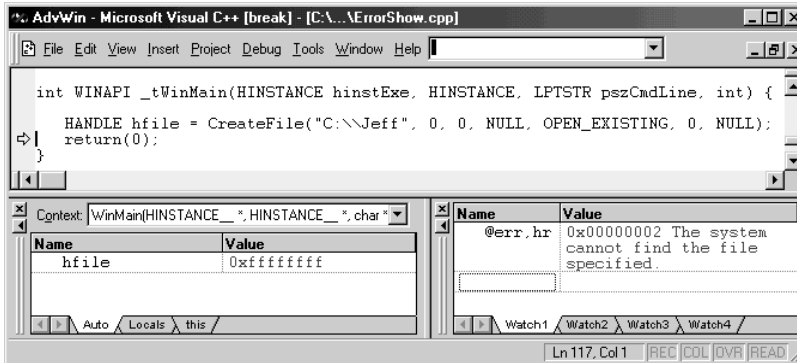 AdvWin - Microsoft Visual C++ [break] - [C:\...\ErrorShow.cpp]
File Edit View Insert Project Debug Tools Window Help
int WINAPI _tWinMain(HINSTANCE hinstExe, HINSTANCE, LPTSTR pszCmdLine, int) {
HANDLE hfile = CreateFile("C:\\Jeff", 0, 0, NULL, OPEN_EXISTING, 0, NULL);
return(0);
}
Context: WinMain(HINSTANCE__ *, HINSTANCE__ *, char *
Name Value
hfile 0xffffffff
Auto Locals this
Name Value
@err,hr 0x00000002 The system
cannot find the file
specified.
Watch1 Watch2 Watch3 Watch4
Ln 117, Col 1 REC COL OVR READ